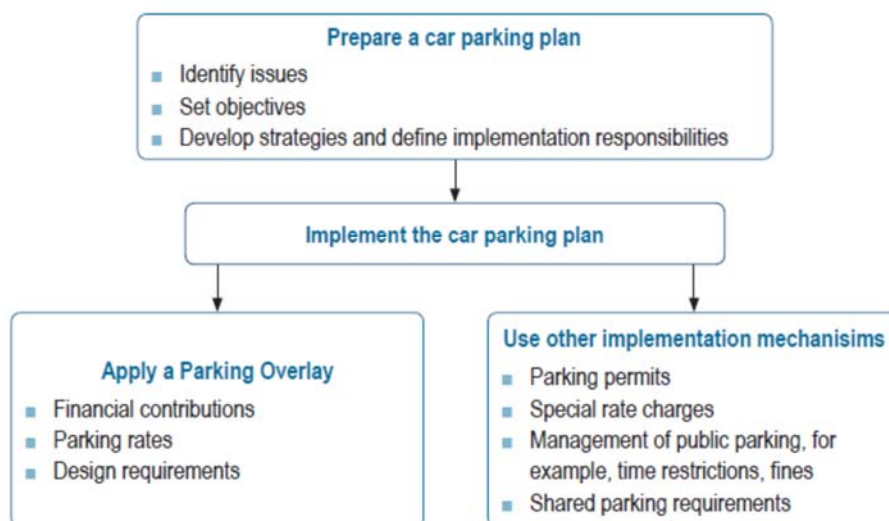 Prepare a car parking plan
Identify issues
Set objectives
Develop strategies and define implementation responsibilities
Implement the car parking plan
Apply a Parking Overlay
Financial contributions
Parking rates
Design requirements
Use other implementation mechanisims
Parking permits
Special rate charges
Management of public parking, for
example, time restrictions, fines
Shared parking requirements